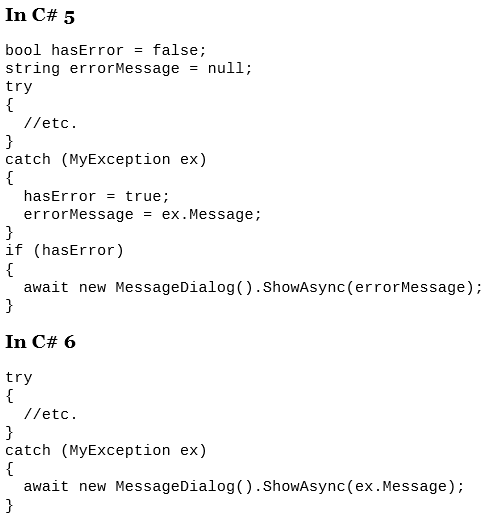 In C# 5
bool hasError = false;
string errorMessage = null;
try
{
  //etc.
}
catch (MyException ex)
{
  hasError = true;
  errorMessage = ex.Message;
}
if (hasError)
{
  await new MessageDialog().ShowAsync(errorMessage);
}
In C# 6
try
{
  //etc.
}
catch (MyException ex)
{
  await new MessageDialog().ShowAsync(ex.Message);
}